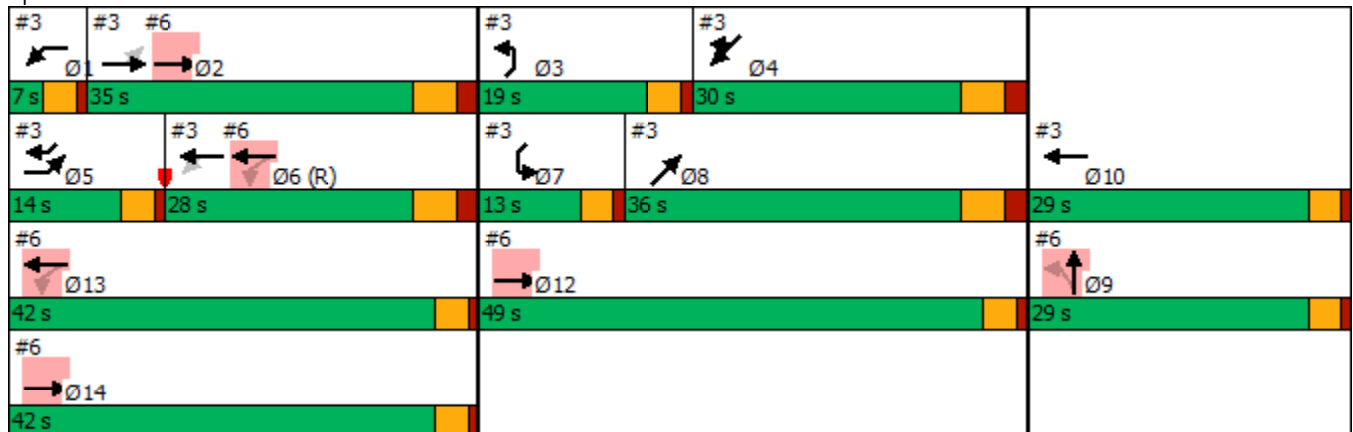 #3 #3 #6 #3 #3
Ø1 Ø2 Ø3 Ø4
7 s 35 s 19 s 30 s
#3 #3 #6 #3 #3 #3
Ø5 Ø6 (R) Ø7 Ø8 Ø10
14 s 28 s 13 s 36 s 29 s
#6 #6 #6
Ø13 Ø12 Ø9
42 s 49 s 29 s
#6
Ø14
42 s